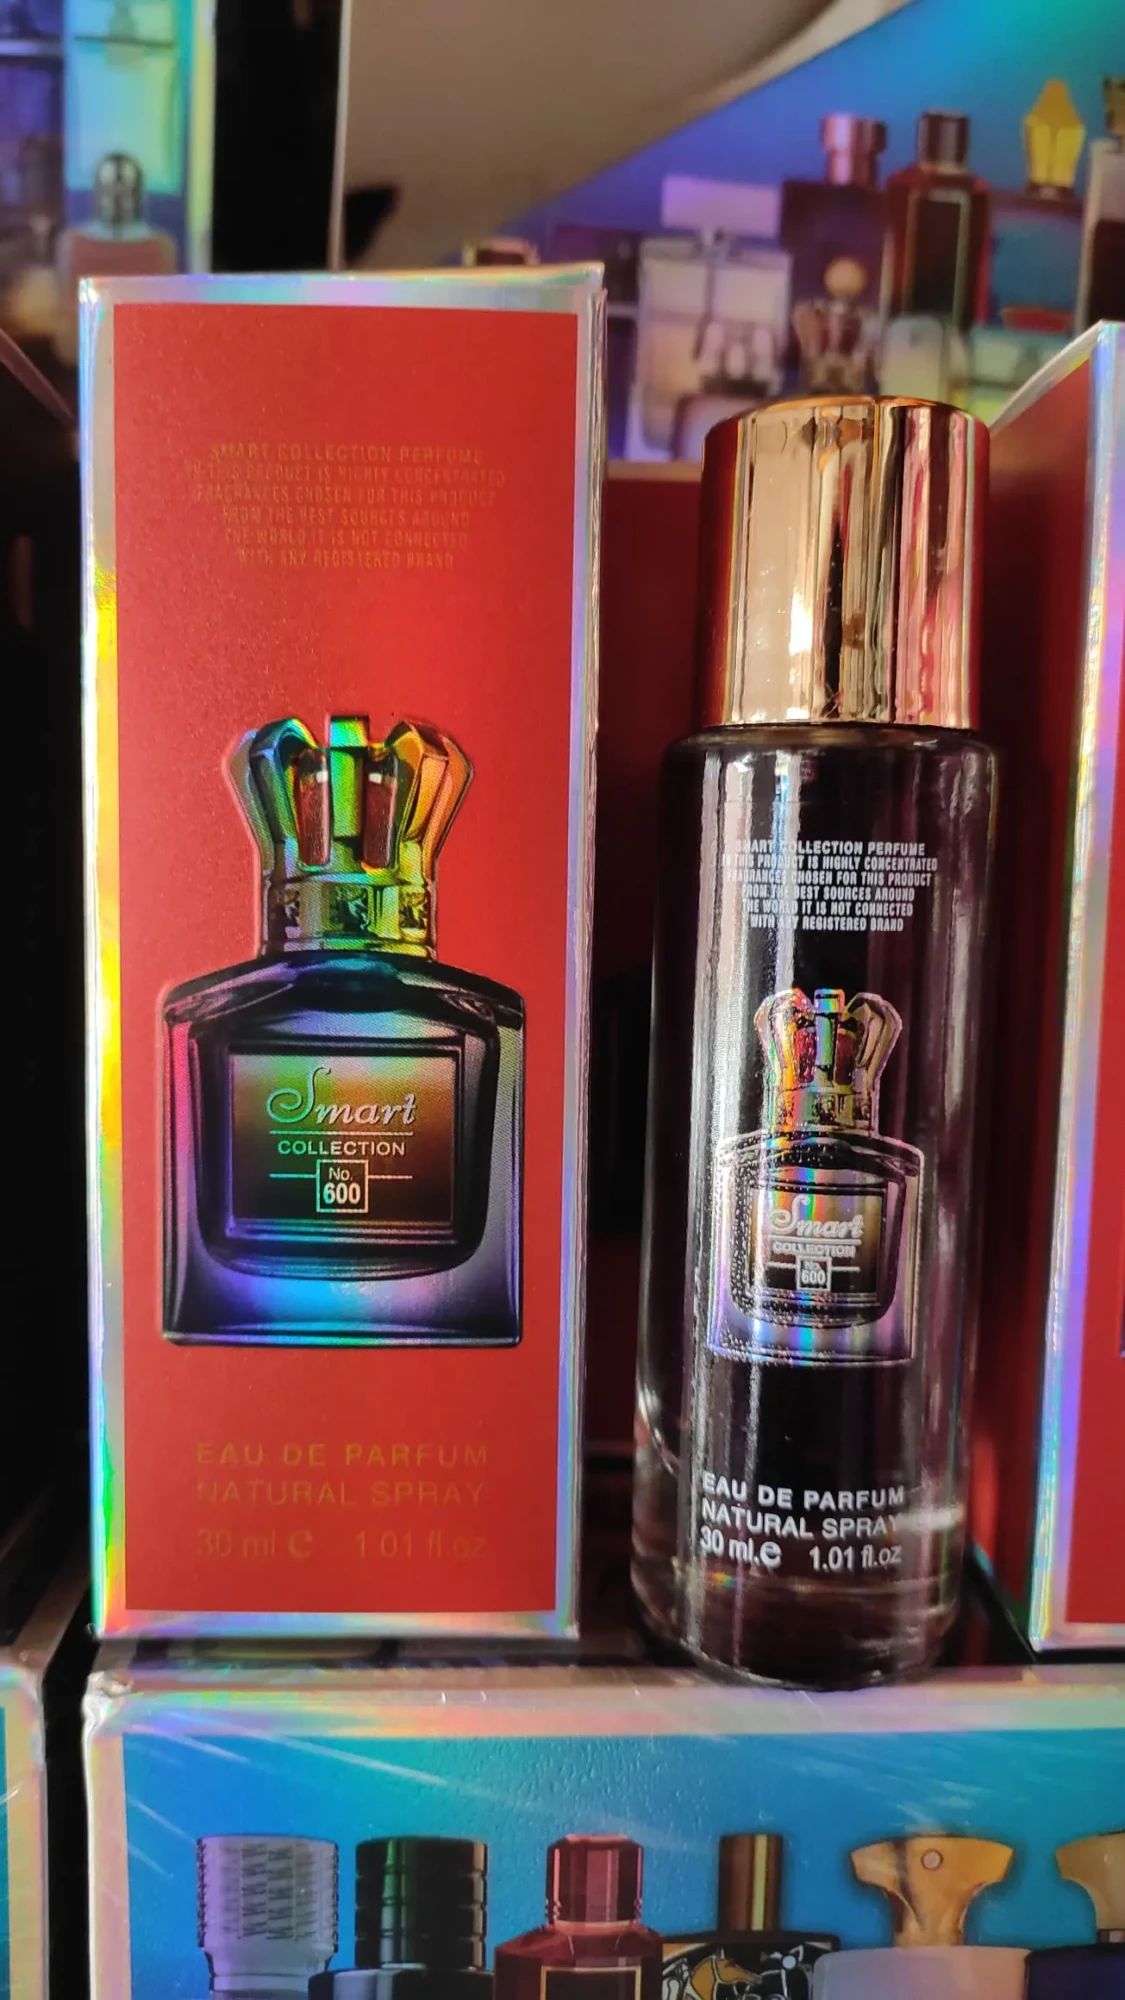 SMART COLLECTION PERFUME
IN THIS PRODUCT IS HIGHLY CONCENTRATED
FRAGRANCES CHOSEN FOR THIS PRODUCT
FROM THE BEST SOURCES AROUND
THE WORLD IT IS NOT CONNECTED
WITH ANY REGISTERED BRAND
Smart
COLLECTION
No.
600
EAU DE PARFUM
NATURAL SPRAY
30 ml e 1.01 fl.oz
SMART COLLECTION PERFUME
IN THIS PRODUCT IS HIGHLY CONCENTRATED
FRAGRANCES CHOSEN FOR THIS PRODUCT
FROM THE BEST SOURCES AROUND
THE WORLD IT IS NOT CONNECTED
WITH ANY REGISTERED BRAND
Smart
COLLECTION
No.
600
EAU DE PARFUM
NATURAL SPRAY
30 ml.e 1.01 fl.oz